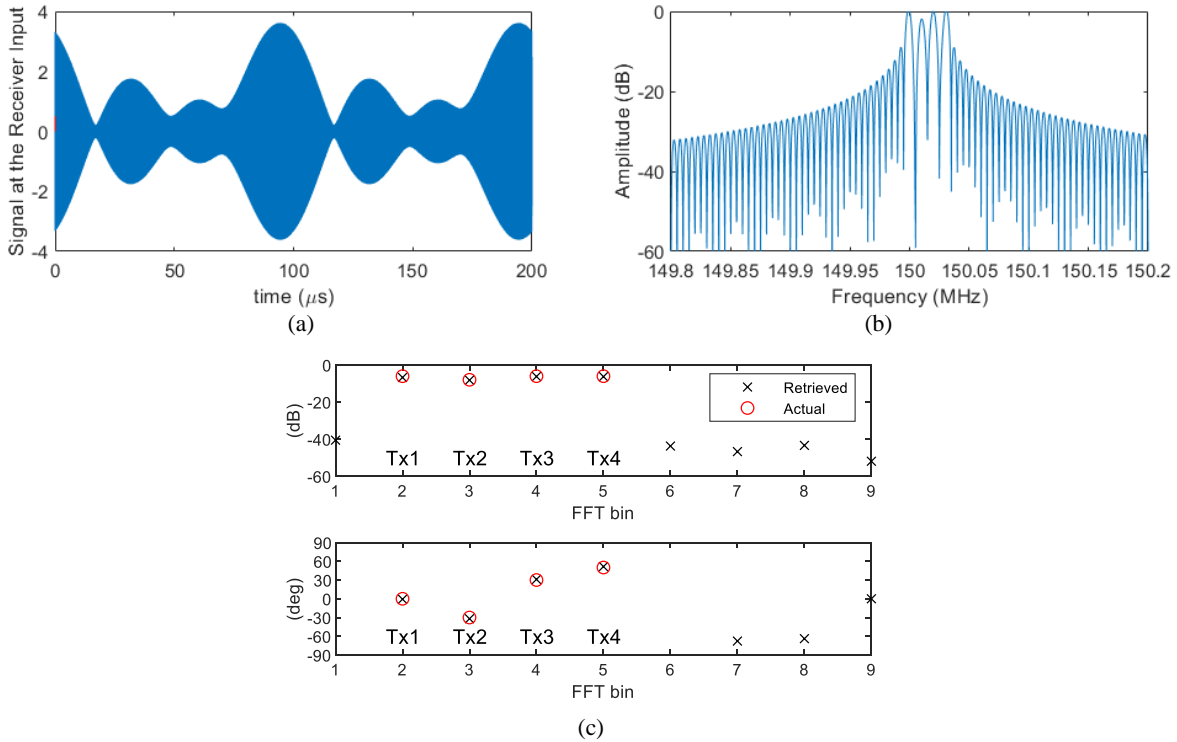 4
2
0
-2
-4
Signal at the Receiver Input
0 50 100 150 200
time (μs)
(a)
0
-20
-40
-60
Amplitude (dB)
149.8 149.85 149.9 149.95 150 150.05 150.1 150.15 150.2
Frequency (MHz)
(b)
0
-20
-40
-60
(dB)
Retrieved
Actual
Tx1 Tx2 Tx3 Tx4
1 2 3 4 5 6 7 8 9
FFT bin
90
60
30
0
-30
-60
-90
(deg)
Tx1 Tx2 Tx3 Tx4
1 2 3 4 5 6 7 8 9
FFT bin
(c)